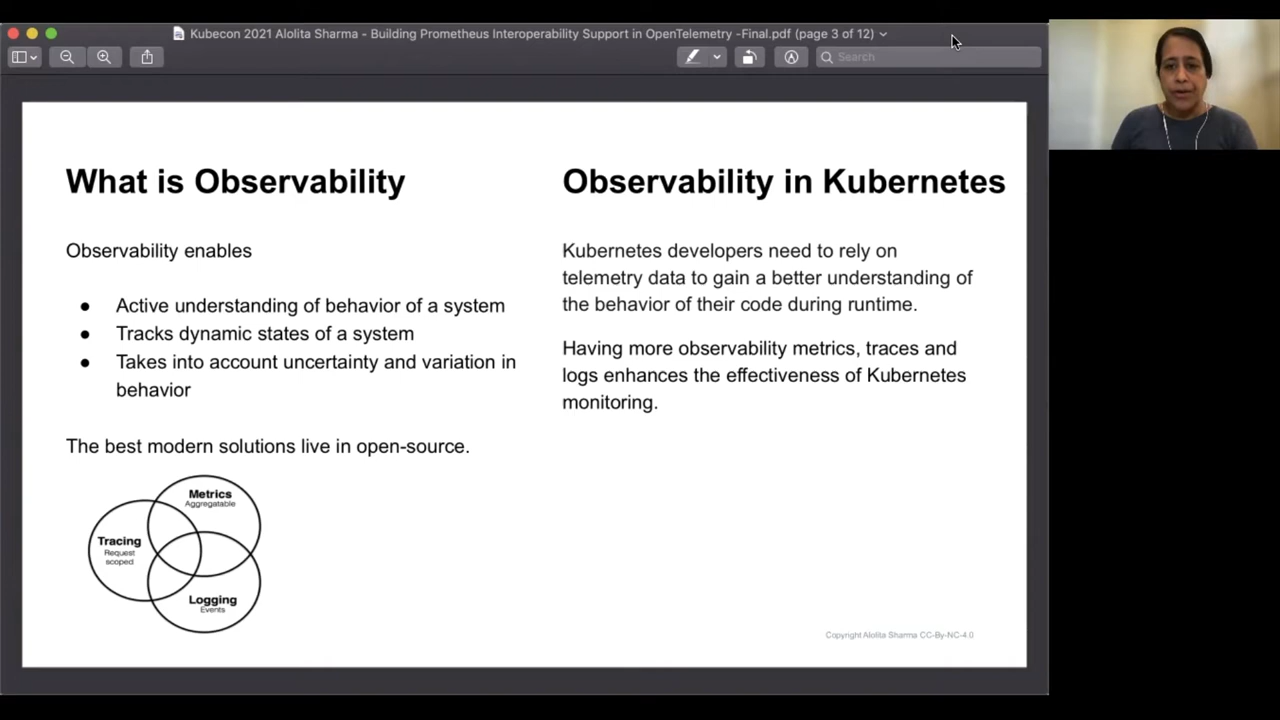 Kubecon 2021 Alolita Sharma - Building Prometheus Interoperability Support in OpenTelemetry -Final.pdf (page 3 of 12)
Search
What is Observability
Observability enables
● Active understanding of behavior of a system
● Tracks dynamic states of a system
● Takes into account uncertainty and variation in
behavior
The best modern solutions live in open-source.
Metrics
Aggregatable
Tracing
Request
scoped
Logging
Events
Observability in Kubernetes
Kubernetes developers need to rely on
telemetry data to gain a better understanding of
the behavior of their code during runtime.
Having more observability metrics, traces and
logs enhances the effectiveness of Kubernetes
monitoring.
Copyright Alolita Sharma CC-By-NC-4.0